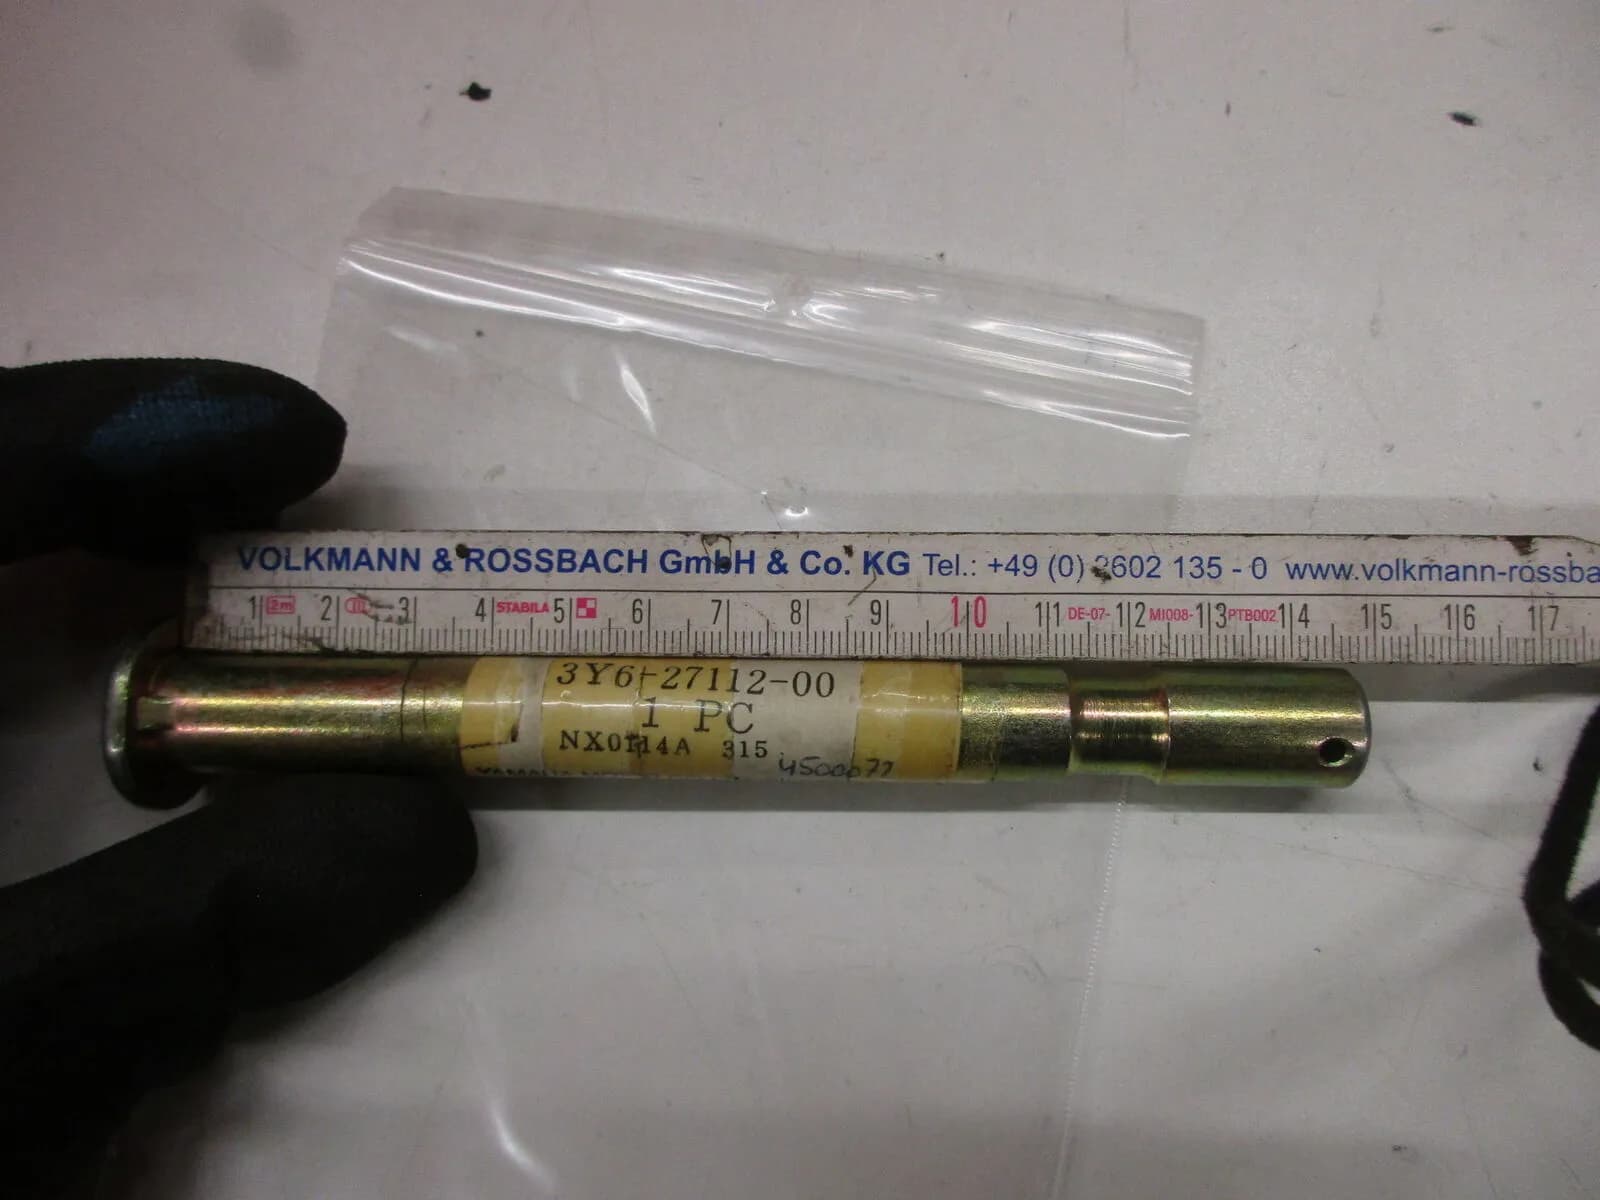 VOLKMANN & ROSSBACH GmbH & Co. KG Tel.: +49 (0) 2602 135 - 0 www.volkmann-rossba
1 2m 2 III 3 4 STABILA 5 6 7 8 9 10 11 DE-07- 12 MI008- 13 PTB002 14 15 16 17
3Y6-27112-00
1 PC
NX0114A 315